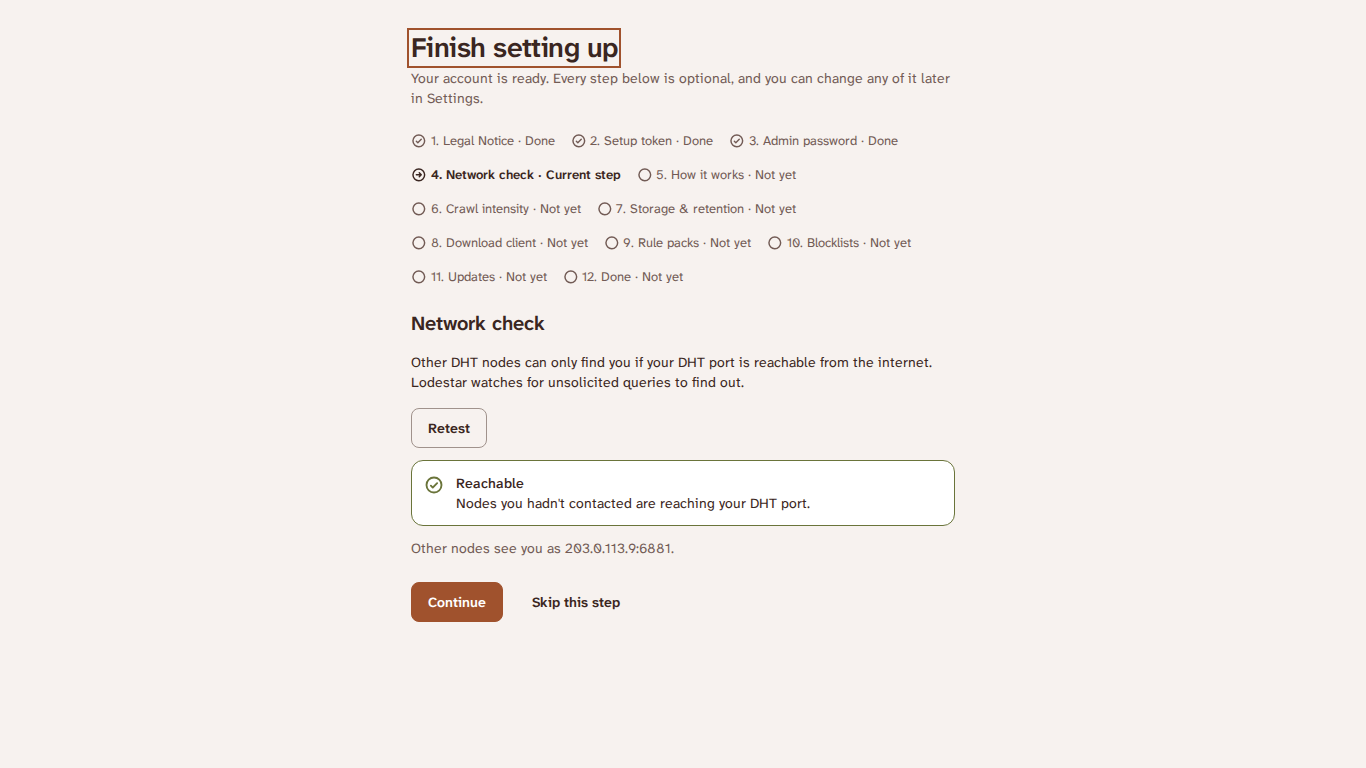 Finish setting up
Your account is ready. Every step below is optional, and you can change any of it later
in Settings.
1. Legal Notice · Done 2. Setup token · Done 3. Admin password · Done
4. Network check · Current step 5. How it works · Not yet
6. Crawl intensity · Not yet 7. Storage & retention · Not yet
8. Download client · Not yet 9. Rule packs · Not yet 10. Blocklists · Not yet
11. Updates · Not yet 12. Done · Not yet
Network check
Other DHT nodes can only find you if your DHT port is reachable from the internet.
Lodestar watches for unsolicited queries to find out.
Retest
Reachable
Nodes you hadn't contacted are reaching your DHT port.
Other nodes see you as 203.0.113.9:6881.
Continue Skip this step